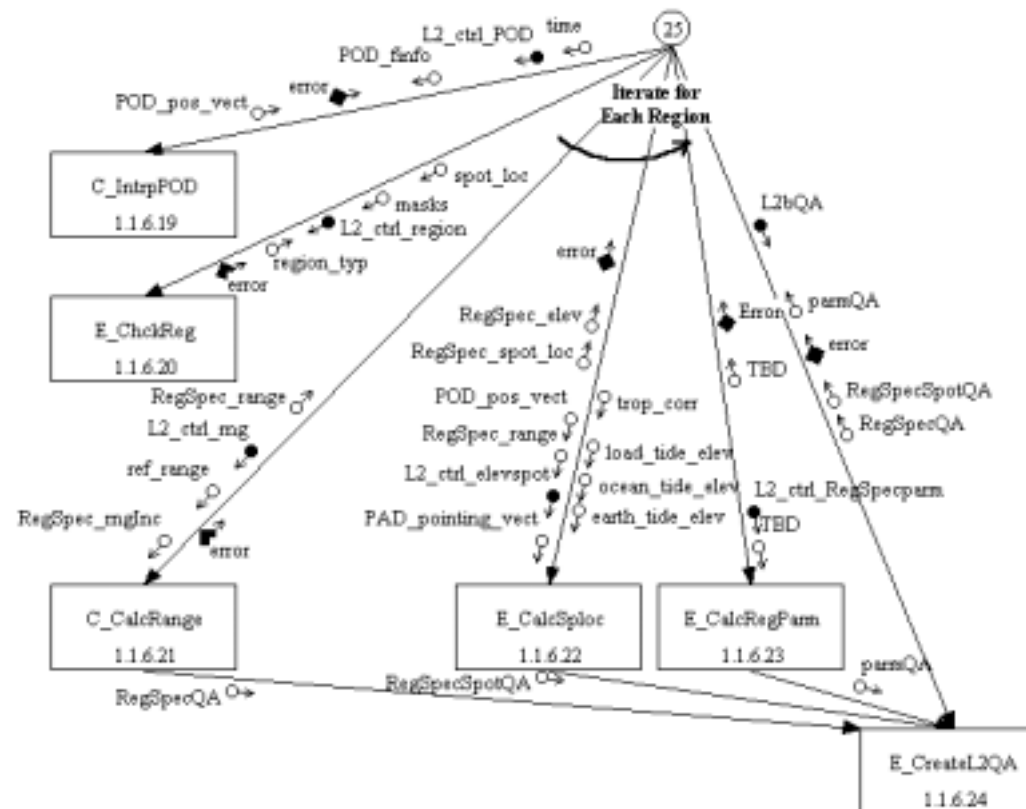 25
time
L2_ctrl_POD
POD_finfo
error
POD_pos_vect
Iterate for
Each Region
C_IntrpPOD
1.1.6.19
spot_loc
masks
L2_ctrl_region
region_typ
error
E_ChckReg
1.1.6.20
L2bQA
error
RegSpec_elev
RegSpec_spot_loc
Error
parmQA
error
TBD
RegSpecSpotQA
RegSpecQA
RegSpec_range
L2_ctrl_rng
ref_range
RegSpec_rngInc
error
POD_pos_vect
RegSpec_range
L2_ctrl_elevspot
PAD_pointing_vect
trop_corr
load_tide_elev
ocean_tide_elev
earth_tide_elev
L2_ctrl_RegSpecparm
TBD
C_CalcRange
1.1.6.21
E_CalcSploc
1.1.6.22
E_CalcRegParm
1.1.6.23
RegSpecQA
RegSpecSpotQA
parmQA
E_CreateL2QA
1.1.6.24